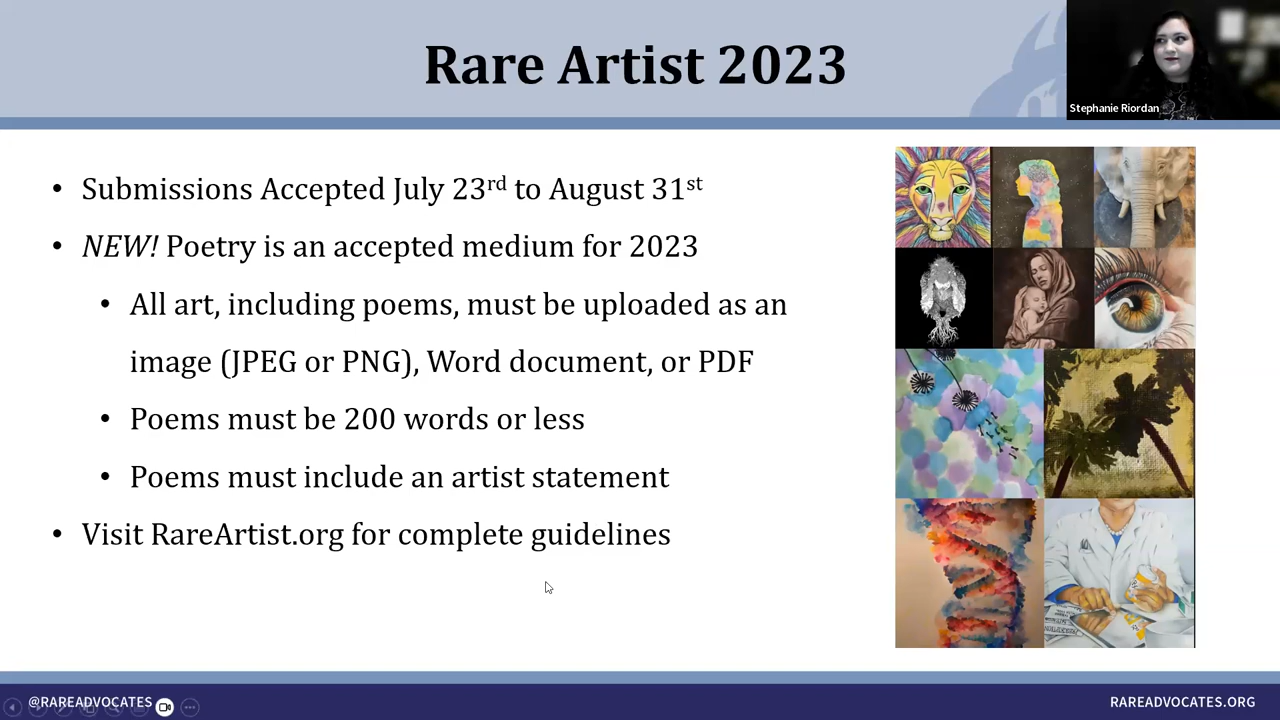 Rare Artist 2023
Stephanie Riordan
• Submissions Accepted July 23rd to August 31st
• NEW! Poetry is an accepted medium for 2023
• All art, including poems, must be uploaded as an
image (JPEG or PNG), Word document, or PDF
• Poems must be 200 words or less
• Poems must include an artist statement
• Visit RareArtist.org for complete guidelines
@RAREADVOCATES
RAREADVOCATES.ORG